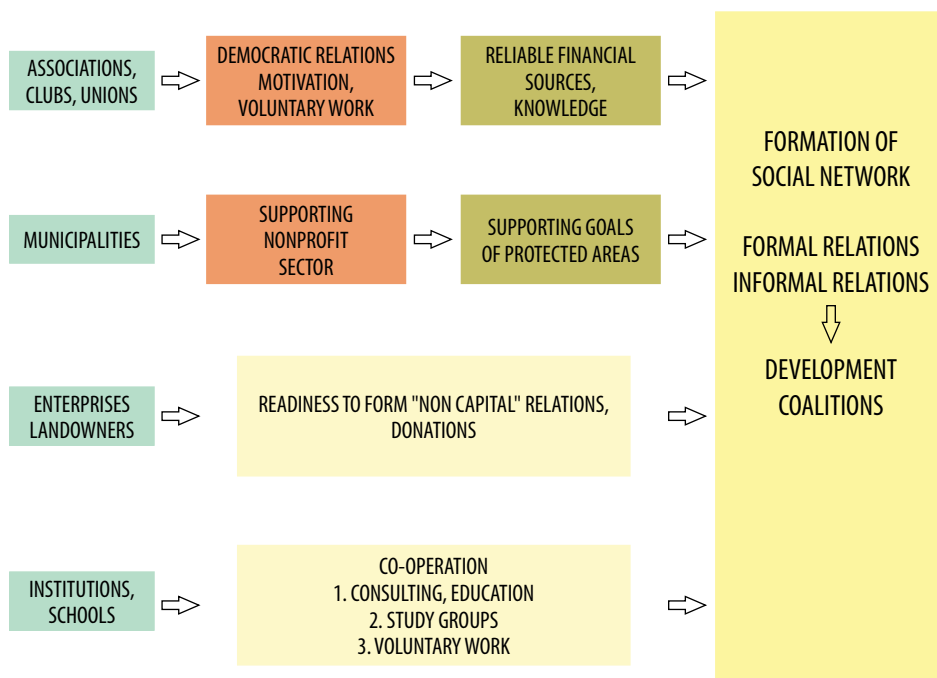 ASSOCIATIONS,
CLUBS, UNIONS
DEMOCRATIC RELATIONS
MOTIVATION,
VOLUNTARY WORK
RELIABLE FINANCIAL
SOURCES,
KNOWLEDGE
MUNICIPALITIES
SUPPORTING
NONPROFIT
SECTOR
SUPPORTING GOALS
OF PROTECTED AREAS
ENTERPRISES
LANDOWNERS
READINESS TO FORM "NON CAPITAL" RELATIONS,
DONATIONS
INSTITUTIONS,
SCHOOLS
CO-OPERATION
1. CONSULTING, EDUCATION
2. STUDY GROUPS
3. VOLUNTARY WORK
FORMATION OF
SOCIAL NETWORK
FORMAL RELATIONS
INFORMAL RELATIONS
DEVELOPMENT
COALITIONS